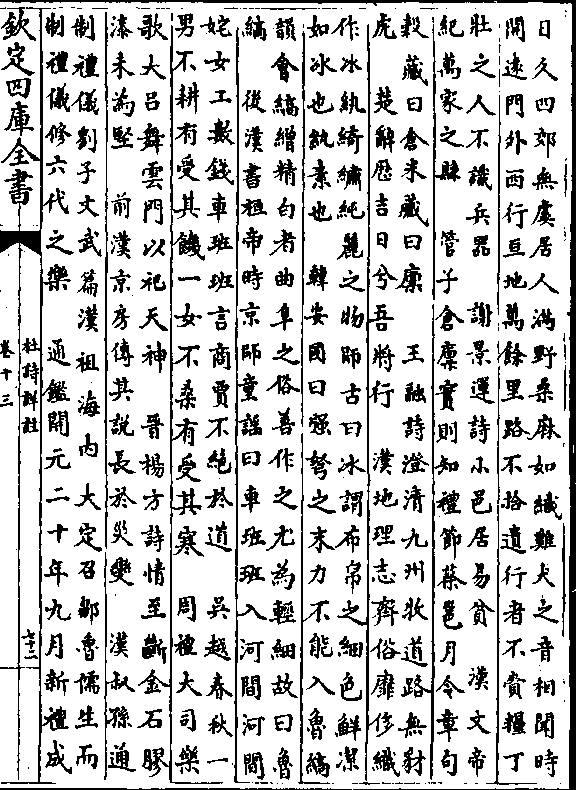 日久四郊無虞居人滿野桑麻如織雞犬之音相聞時
開遠門外西行亘地萬餘里路不拾遺行者不賫糧丁
壯之人不識兵器　謝景運詩小邑居易貧　漢文帝
紀萬家之縣　管子倉廩實則知禮節蔡邕月令章句
穀藏曰倉米藏曰廩　王融詩澄清九州牧道路無豺
虎　楚辭歷吉日兮吾將行　漢地理志齊俗靡侈織
作冰紈綺繡純麗之物師古曰冰謂布帛之細色鮮潔
如冰也紈素也　韓安國曰强弩之末力不能入魯縞
韻會縞繒精白者曲阜之俗善作之尤為輕細故曰魯
縞　後漢書祖帝時京師童謡曰車班班入河間河間
姹女工數錢車班班言商賈不絶於道　吳越春秋一
男不耕有受其饑一女不桑有受其寒　周禮大司樂
歌大吕舞雲門以祀天神　晉楊方詩情至斷金石膠
漆未為堅　前漢京房傳其說長於災變　漢叔孫通
制禮儀劉子文武篇漢祖海内大定召鄒魯儒生而
制禮儀修六代之樂　通鑑開元二十年九月新禮成
欽定四庫全書
杜詩詳註
卷十三